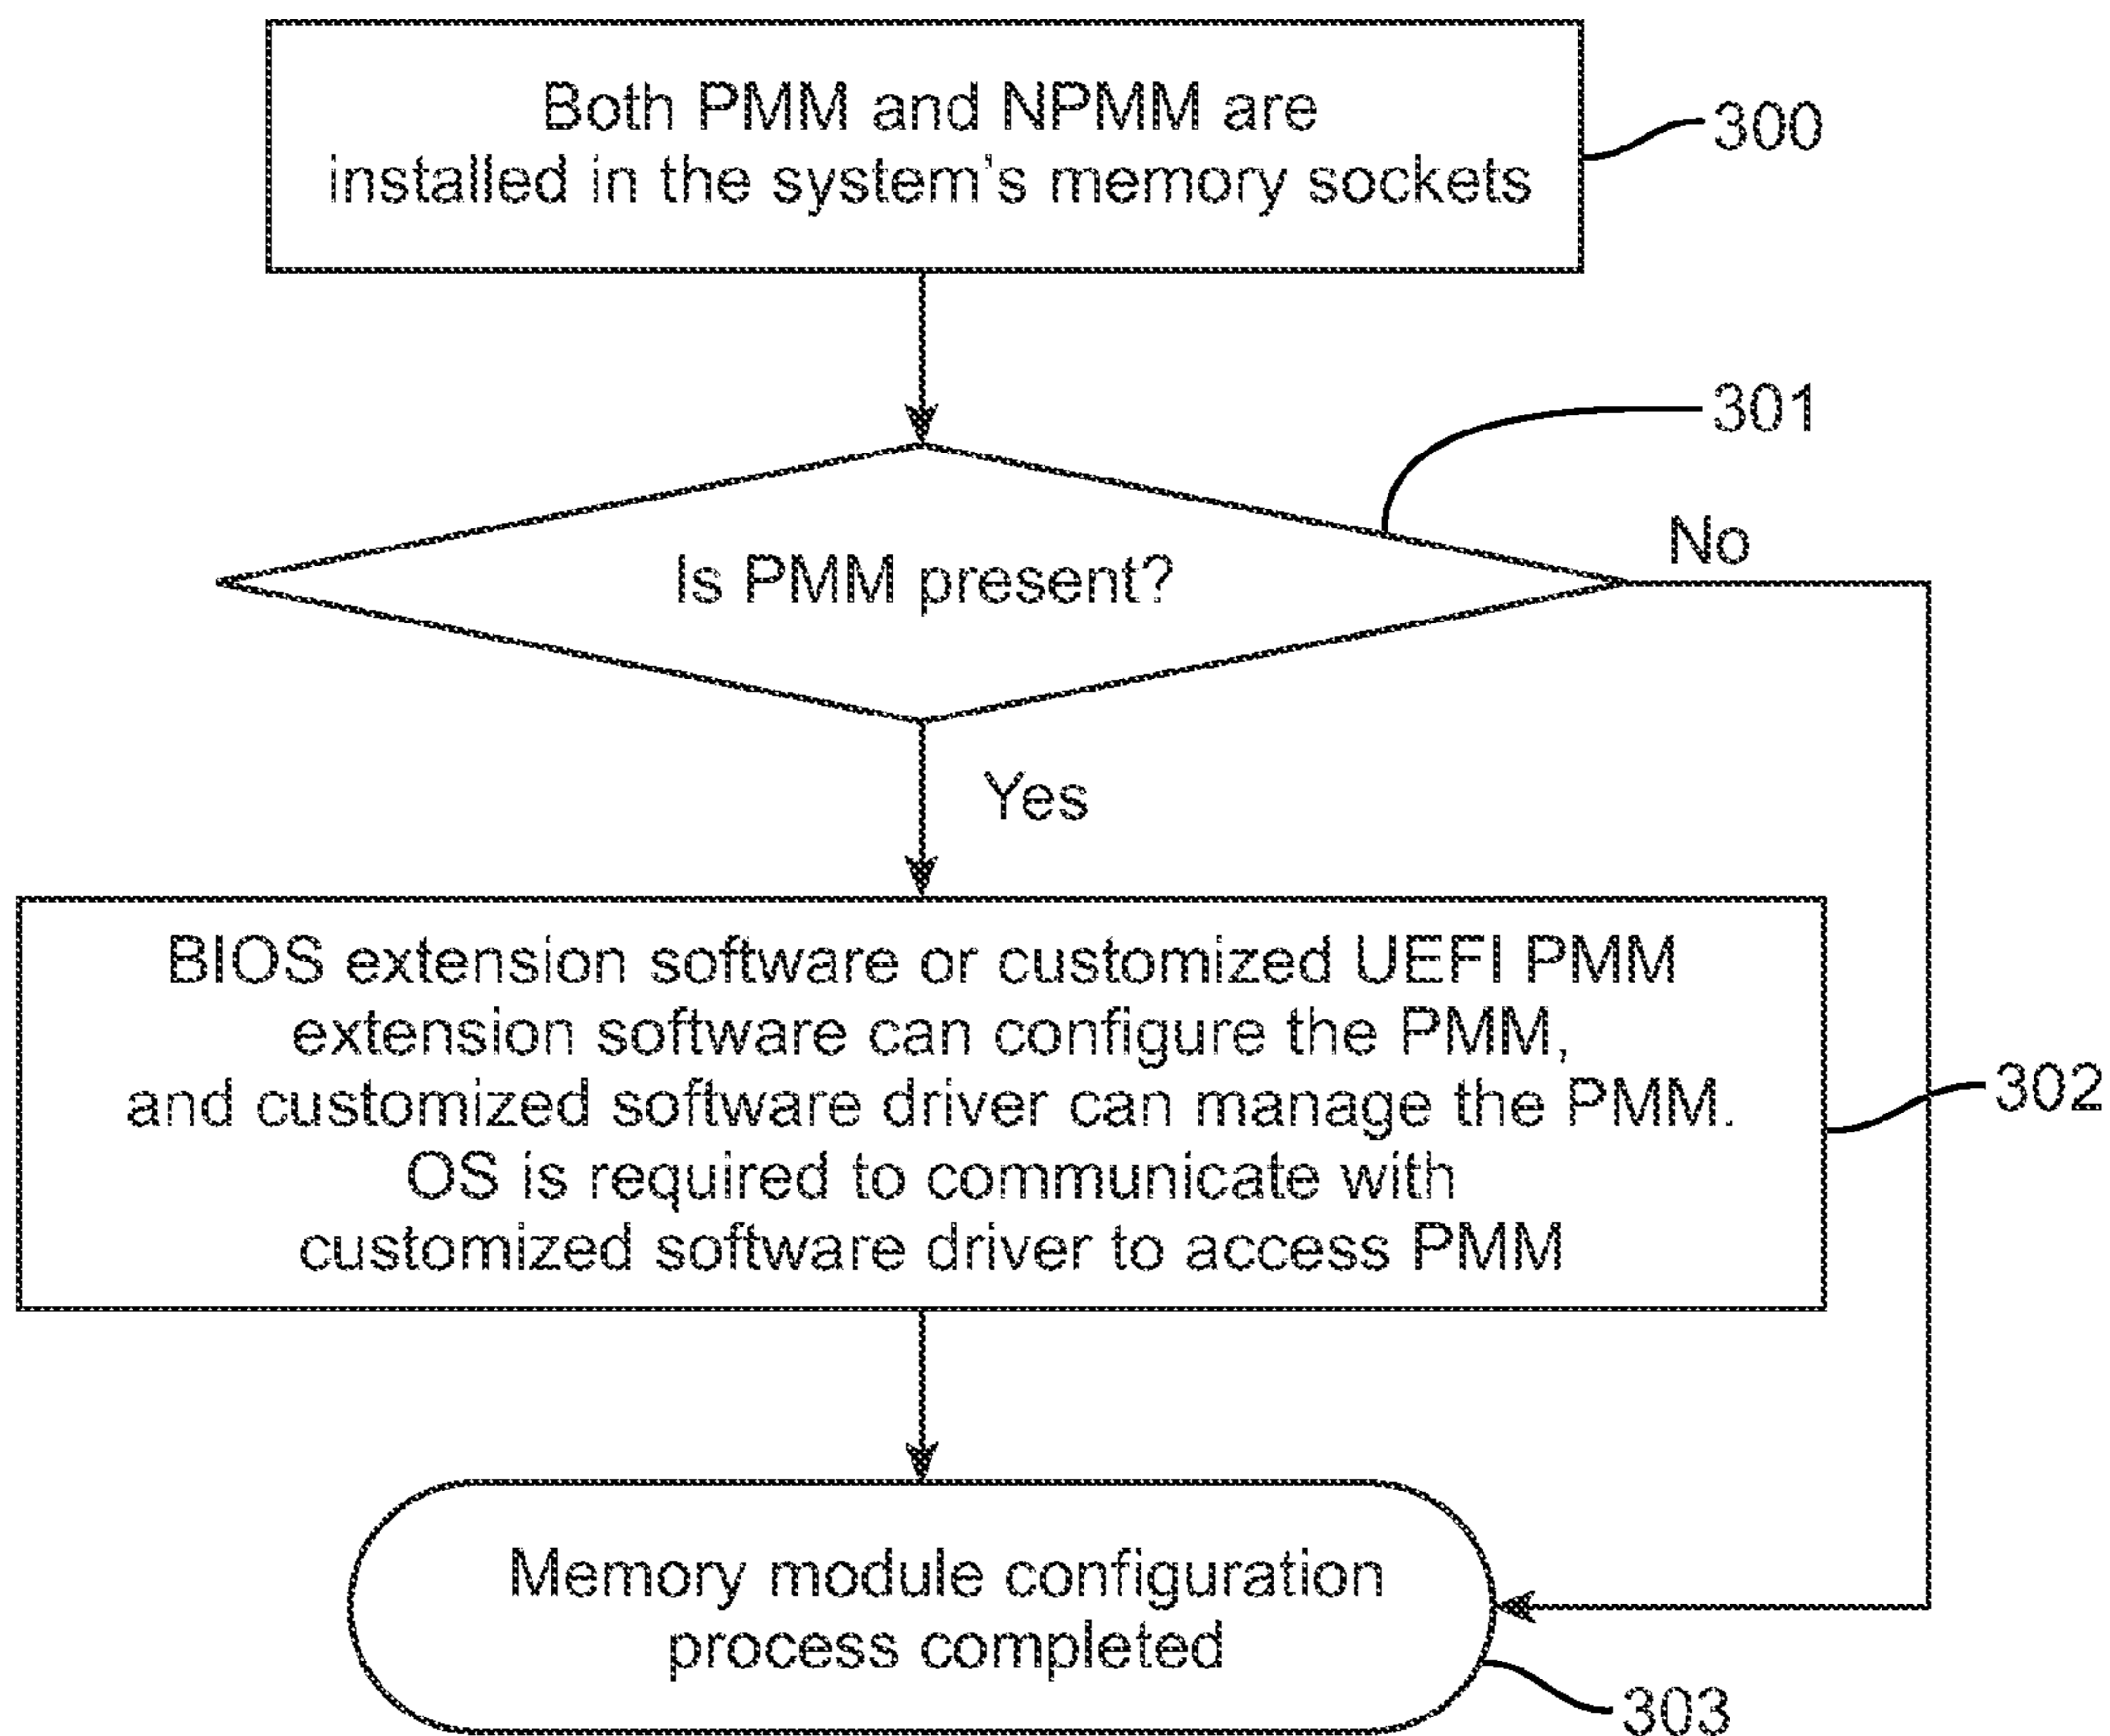 Both PMM and NPMM are
installed in the system's memory sockets
300
301
Is PMM present?
No
Yes
BIOS extension software or customized UEFI PMM
extension software can configure the PMM,
and customized software driver can manage the PMM.
OS is required to communicate with
customized software driver to access PMM
302
Memory module configuration
process completed
303